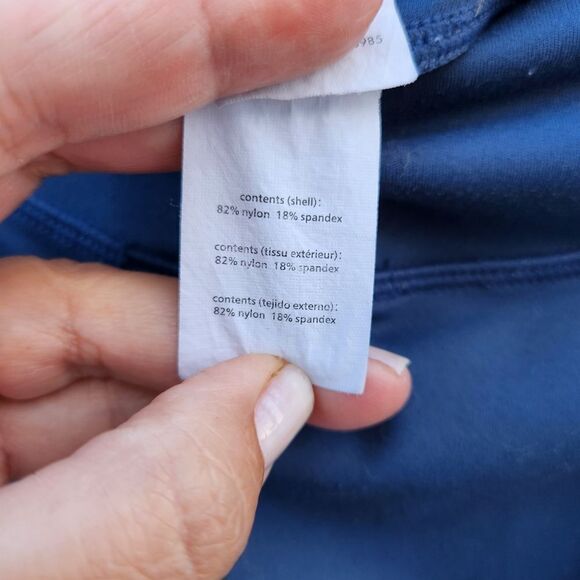 contents (shell):
82% nylon 18% spandex
contents (tissu extérieur):
82% nylon 18% spandex
contents (tejido externo):
82% nylon 18% spandex